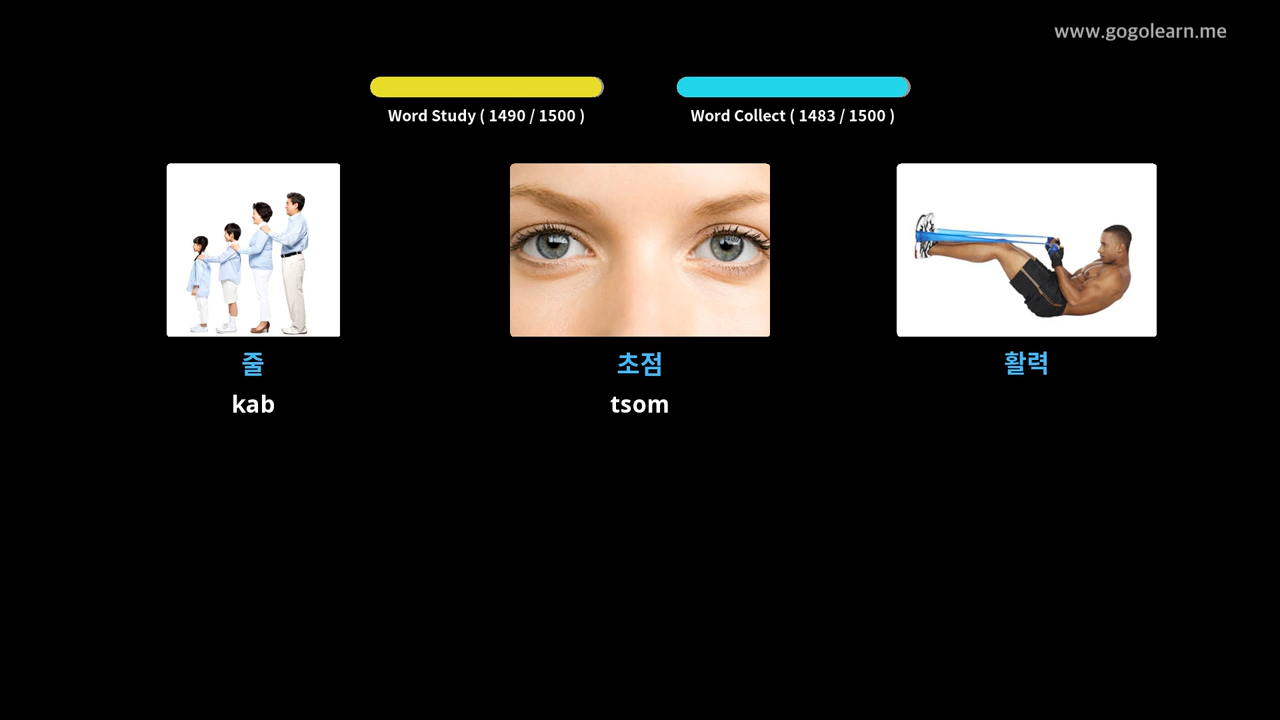 www.gogolearn.me
Word Study ( 1490 / 1500 )
Word Collect ( 1483 / 1500 )
줄
kab
초점
tsom
활력